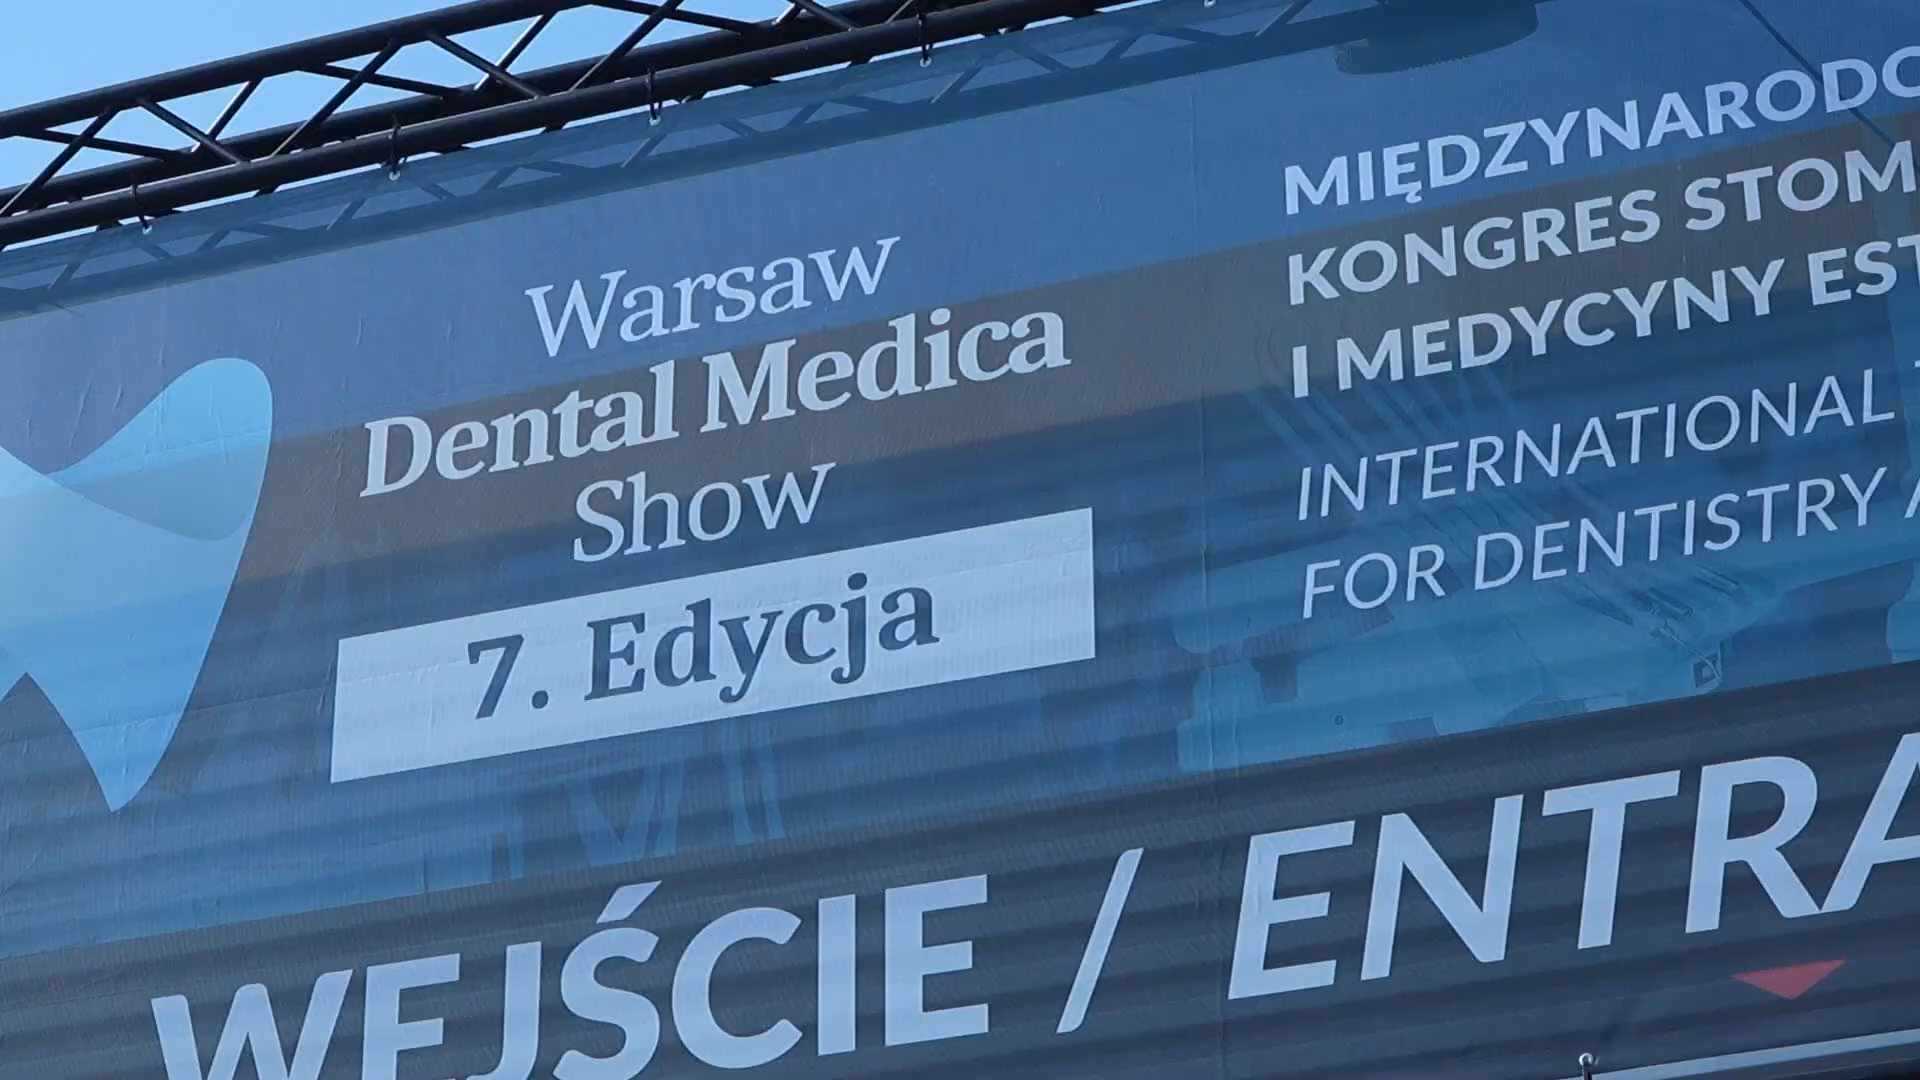 Warsaw
Dental Medica
Show
7. Edycja
MIĘDZYNARODO
KONGRES STOM
I MEDYCYNY EST
INTERNATIONAL
FOR DENTISTRY
WEJŚCIE / ENTRA